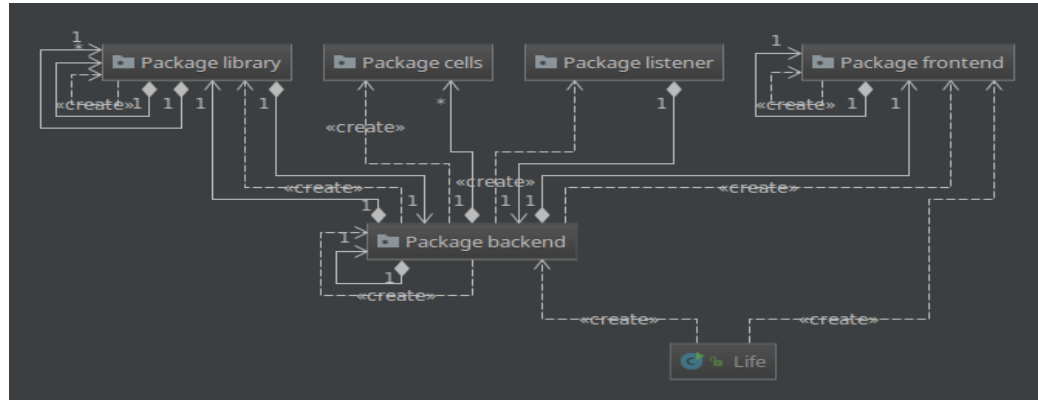 1
*
1
Package library
Package cells
Package listener
Package frontend
«create»
1
1
1
1
*
1
«create»
1
1
«create»
«create»
«create»
«create»
1
1
1
1
1
1
Package backend
1
«create»
«create»
«create»
Life